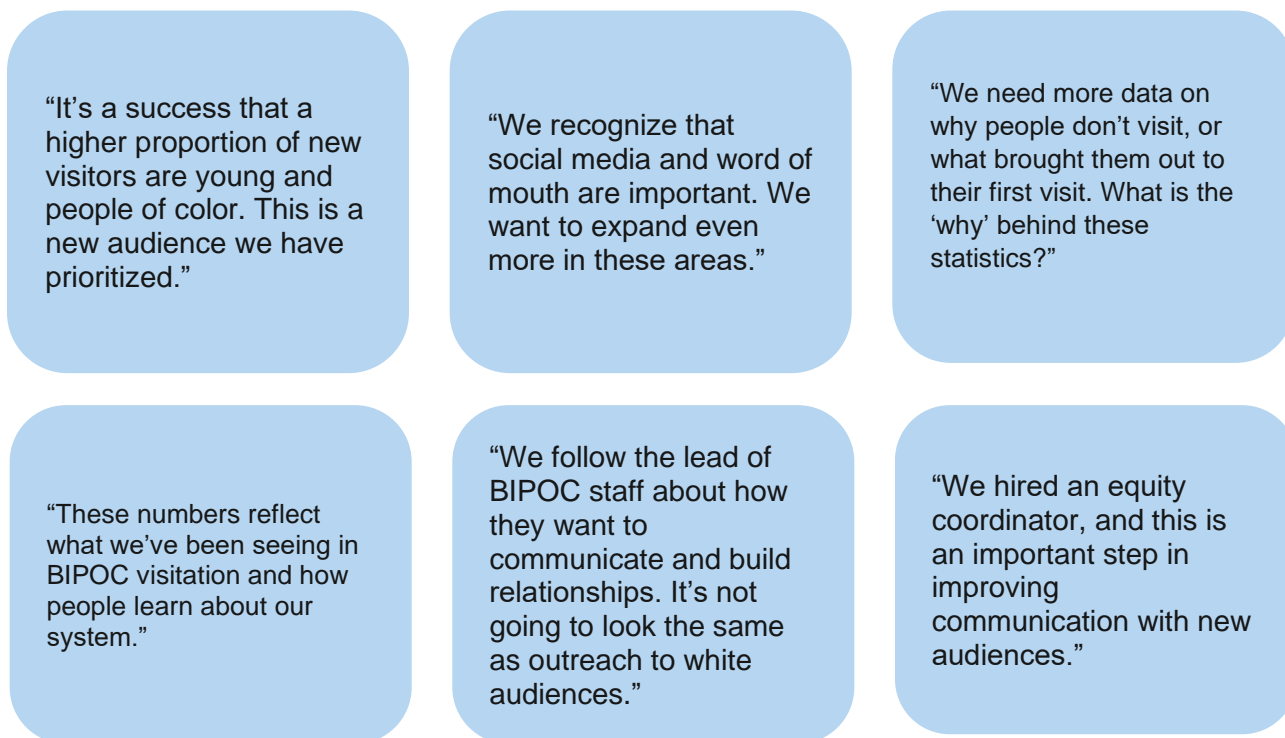 “It’s a success that a
higher proportion of new
visitors are young and
people of color. This is a
new audience we have
prioritized.”
“We recognize that
social media and word of
mouth are important. We
want to expand even
more in these areas.”
“We need more data on
why people don’t visit, or
what brought them out to
their first visit. What is the
‘why’ behind these
statistics?”
“These numbers reflect
what we’ve been seeing in
BIPOC visitation and how
people learn about our
system.”
“We follow the lead of
BIPOC staff about how
they want to
communicate and build
relationships. It’s not
going to look the same
as outreach to white
audiences.”
“We hired an equity
coordinator, and this is
an important step in
improving
communication with new
audiences.”